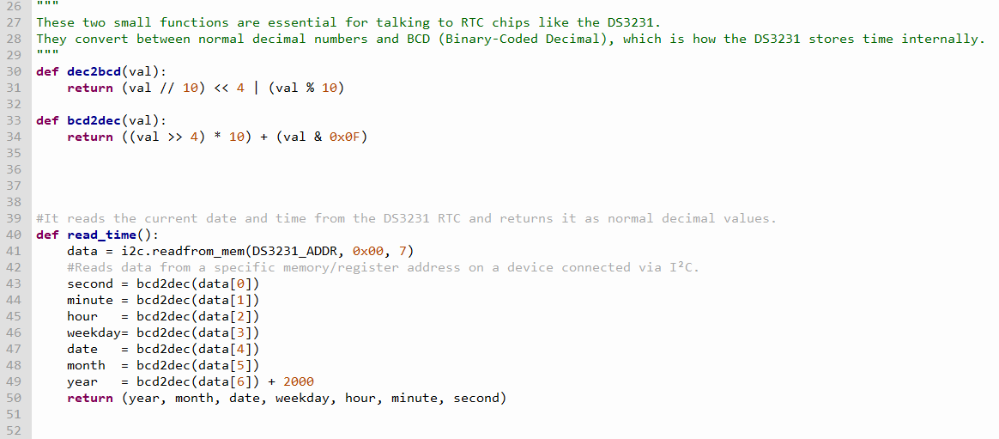 26 """
27 These two small functions are essential for talking to RTC chips like the DS3231.
28 They convert between normal decimal numbers and BCD (Binary-Coded Decimal), which is how the DS3231 stores time internally.
29 """
30 def dec2bcd(val):
31     return (val // 10) << 4 | (val % 10)
32
33 def bcd2dec(val):
34     return ((val >> 4) * 10) + (val & 0x0F)
35
36
37
38
39 #It reads the current date and time from the DS3231 RTC and returns it as normal decimal values.
40 def read_time():
41     data = i2c.readfrom_mem(DS3231_ADDR, 0x00, 7)
42     #Reads data from a specific memory/register address on a device connected via I²C.
43     second = bcd2dec(data[0])
44     minute = bcd2dec(data[1])
45     hour   = bcd2dec(data[2])
46     weekday= bcd2dec(data[3])
47     date   = bcd2dec(data[4])
48     month  = bcd2dec(data[5])
49     year   = bcd2dec(data[6]) + 2000
50     return (year, month, date, weekday, hour, minute, second)
51
52